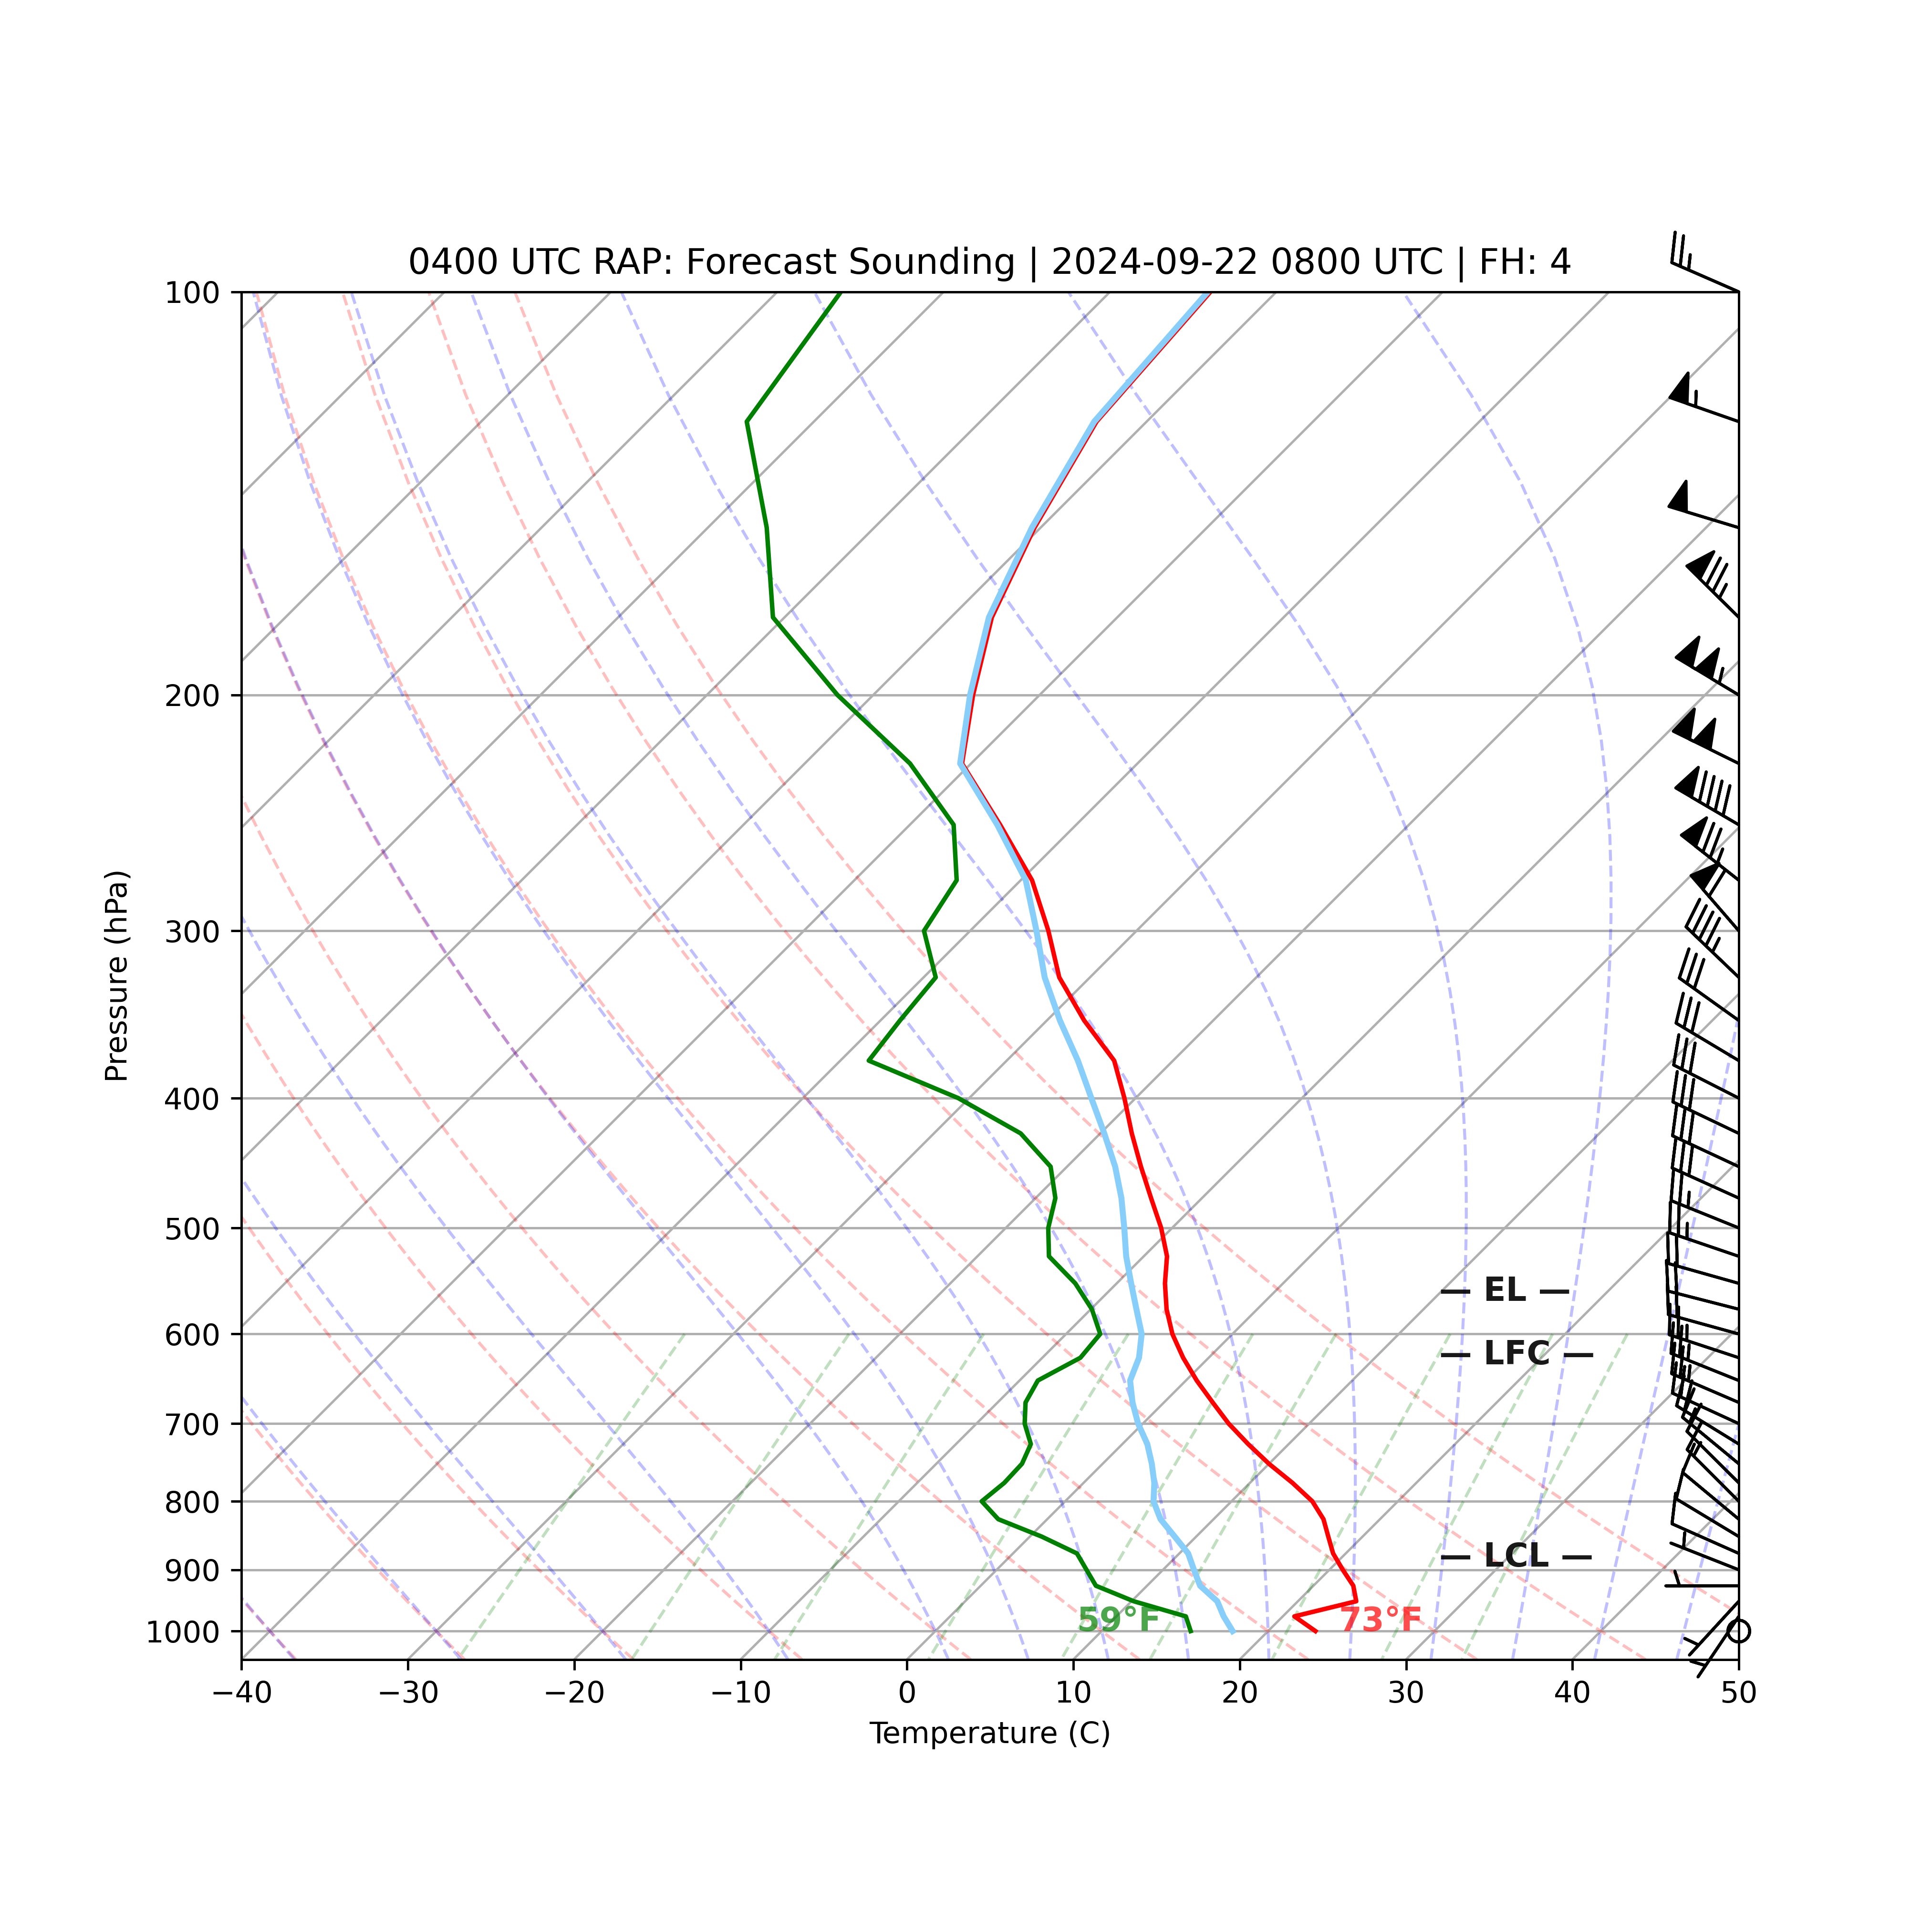 0400 UTC RAP: Forecast Sounding | 2024-09-22 0800 UTC | FH: 4
100
200
300
400
500
600
700
800
900
1000
Pressure (hPa)
— EL —
— LFC —
— LCL —
59°F
73°F
−40 −30 −20 −10 0 10 20 30 40 50
Temperature (C)